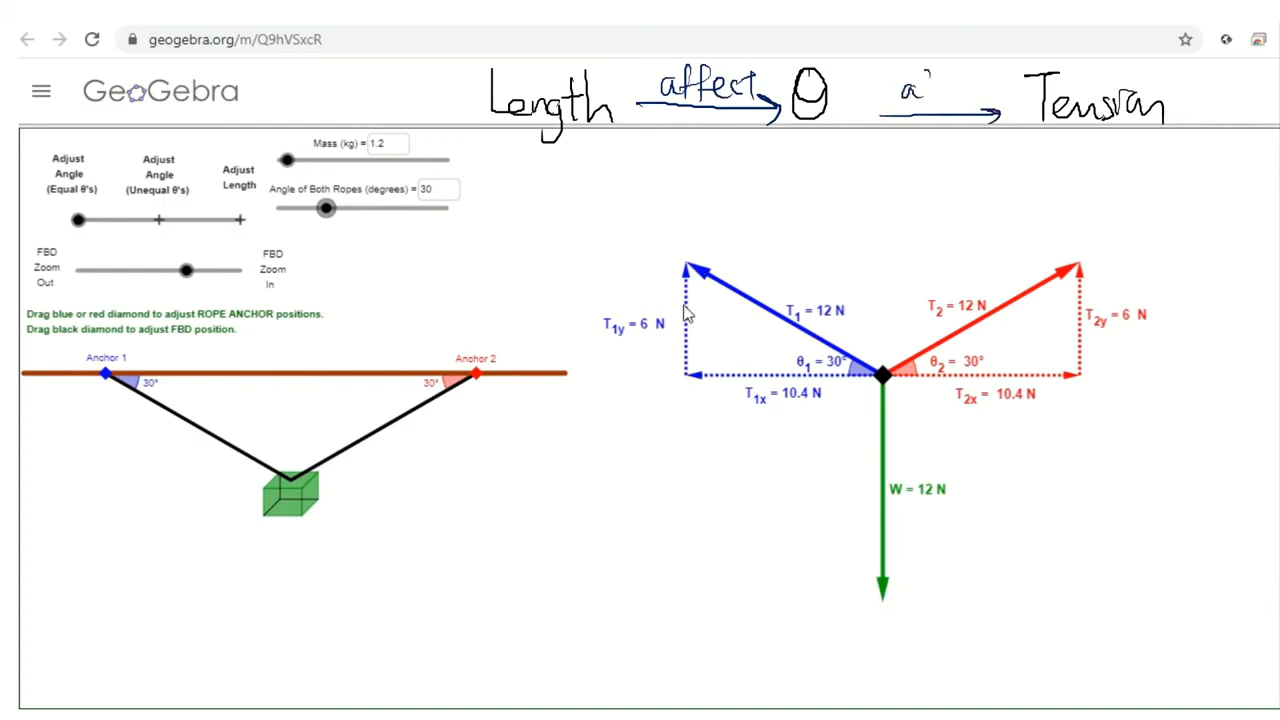 geogebra.org/m/Q9hVSxcR
GeoGebra
Length affect θ a Tension
Mass (kg) = 1.2
Adjust Angle (Equal θ's)
Adjust Angle (Unequal θ's)
Adjust Length
Angle of Both Ropes (degrees) = 30
FBD Zoom Out
FBD Zoom In
Drag blue or red diamond to adjust ROPE ANCHOR positions.
Drag black diamond to adjust FBD position.
Anchor 1
Anchor 2
30°
30°
T1 = 12 N
T2 = 12 N
T1y = 6 N
T2y = 6 N
θ1 = 30°
θ2 = 30°
T1x = 10.4 N
T2x = 10.4 N
W = 12 N